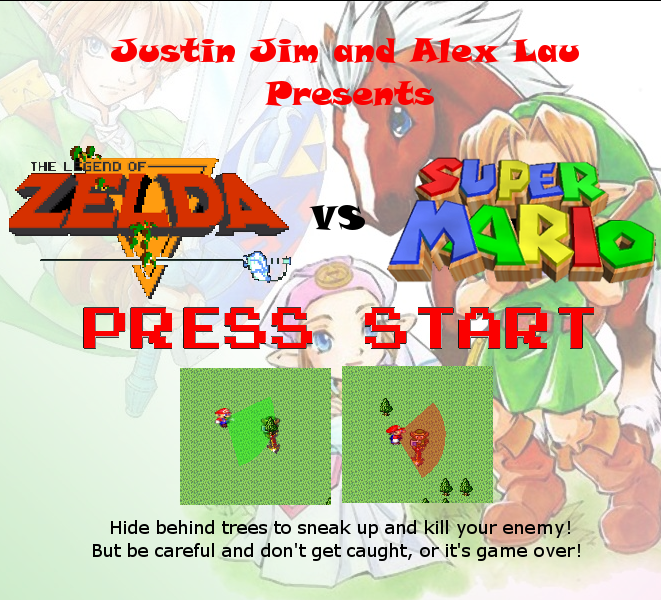 Justin Jim and Alex Lau
Presents
THE LEGEND OF
ZELDA
vs
SUPER
MARIO
PRESS START
Hide behind trees to sneak up and kill your enemy!
But be careful and don't get caught, or it's game over!